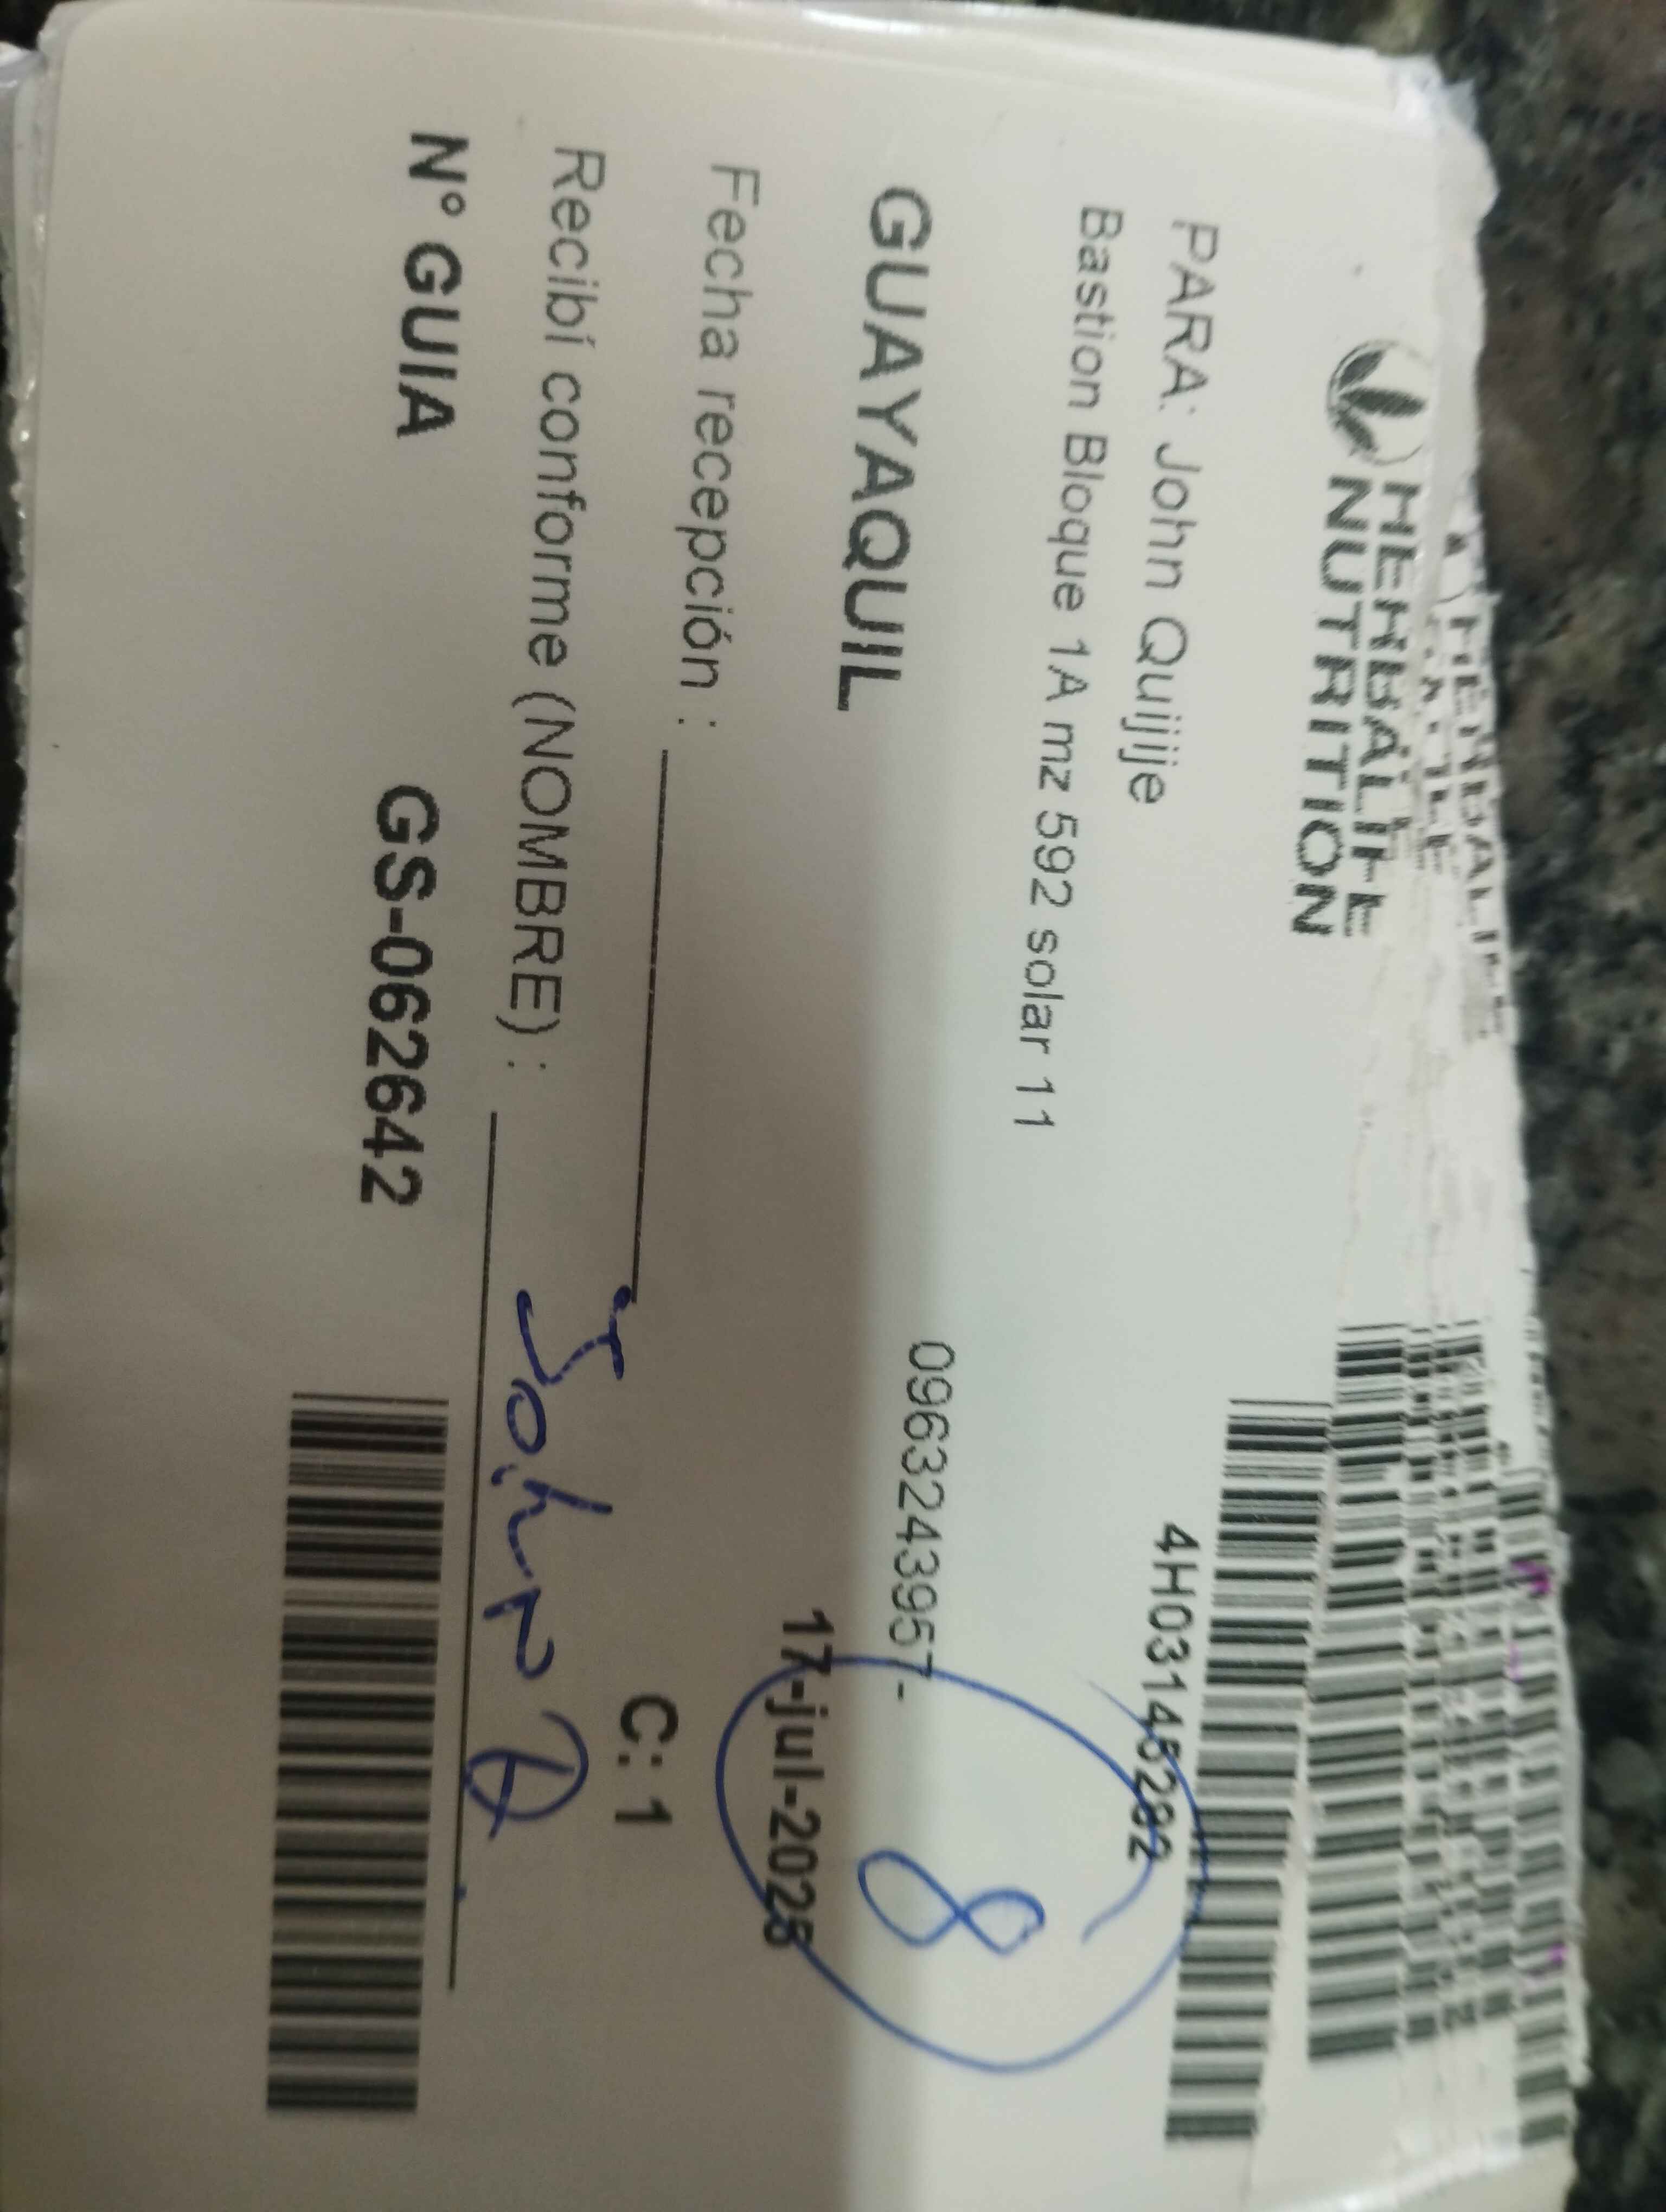 HERBALIFE
NUTRITION
PARA: John Quijije
4H03145282
Bastion Bloque 1A mz 592 solar 11
0963243957-
8
GUAYAQUIL
17-jul-2023
Fecha recepción :
C: 1
Recibí conforme (NOMBRE) :
John
N° GUIA
GS-062642